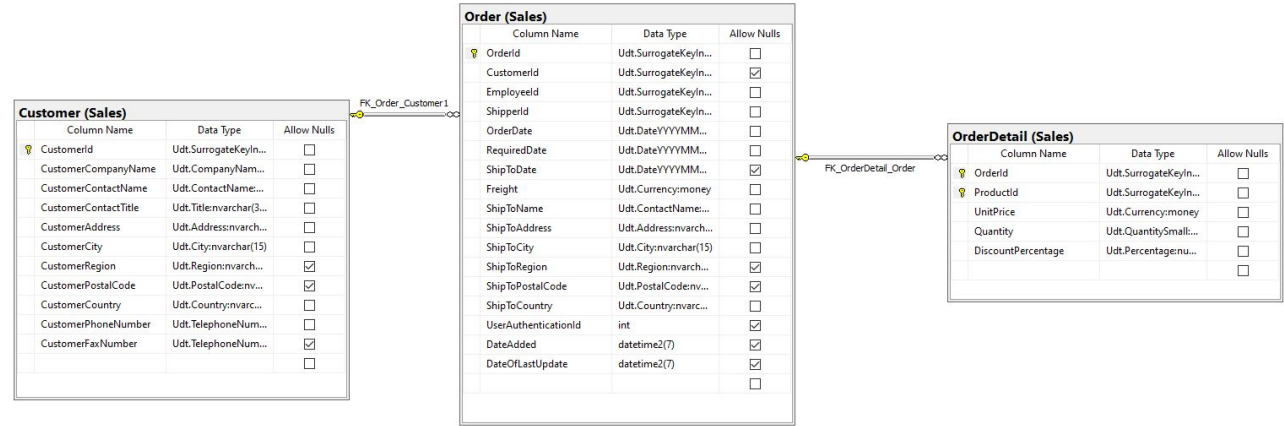 Order (Sales)
Column Name Data Type Allow Nulls
OrderId Udt.SurrogateKeyIn...
CustomerId Udt.SurrogateKeyIn...
EmployeeId Udt.SurrogateKeyIn...
ShipperId Udt.SurrogateKeyIn...
OrderDate Udt.DateYYYYMM...
RequiredDate Udt.DateYYYYMM...
ShipToDate Udt.DateYYYYMM...
Freight Udt.Currency:money
ShipToName Udt.ContactName:...
ShipToAddress Udt.Address:nvarch...
ShipToCity Udt.City:nvarchar(15)
ShipToRegion Udt.Region:nvarch...
ShipToPostalCode Udt.PostalCode:nv...
ShipToCountry Udt.Country:nvarc...
UserAuthenticationId int
DateAdded datetime2(7)
DateOfLastUpdate datetime2(7)
FK_Order_Customer1
Customer (Sales)
Column Name Data Type Allow Nulls
CustomerId Udt.SurrogateKeyIn...
CustomerCompanyName Udt.CompanyNam...
CustomerContactName Udt.ContactName:...
CustomerContactTitle Udt.Title:nvarchar(3...
CustomerAddress Udt.Address:nvarch...
CustomerCity Udt.City:nvarchar(15)
CustomerRegion Udt.Region:nvarch...
CustomerPostalCode Udt.PostalCode:nv...
CustomerCountry Udt.Country:nvarc...
CustomerPhoneNumber Udt.TelephoneNum...
CustomerFaxNumber Udt.TelephoneNum...
FK_OrderDetail_Order
OrderDetail (Sales)
Column Name Data Type Allow Nulls
OrderId Udt.SurrogateKeyIn...
ProductId Udt.SurrogateKeyIn...
UnitPrice Udt.Currency:money
Quantity Udt.QuantitySmall:...
DiscountPercentage Udt.Percentage:nu...